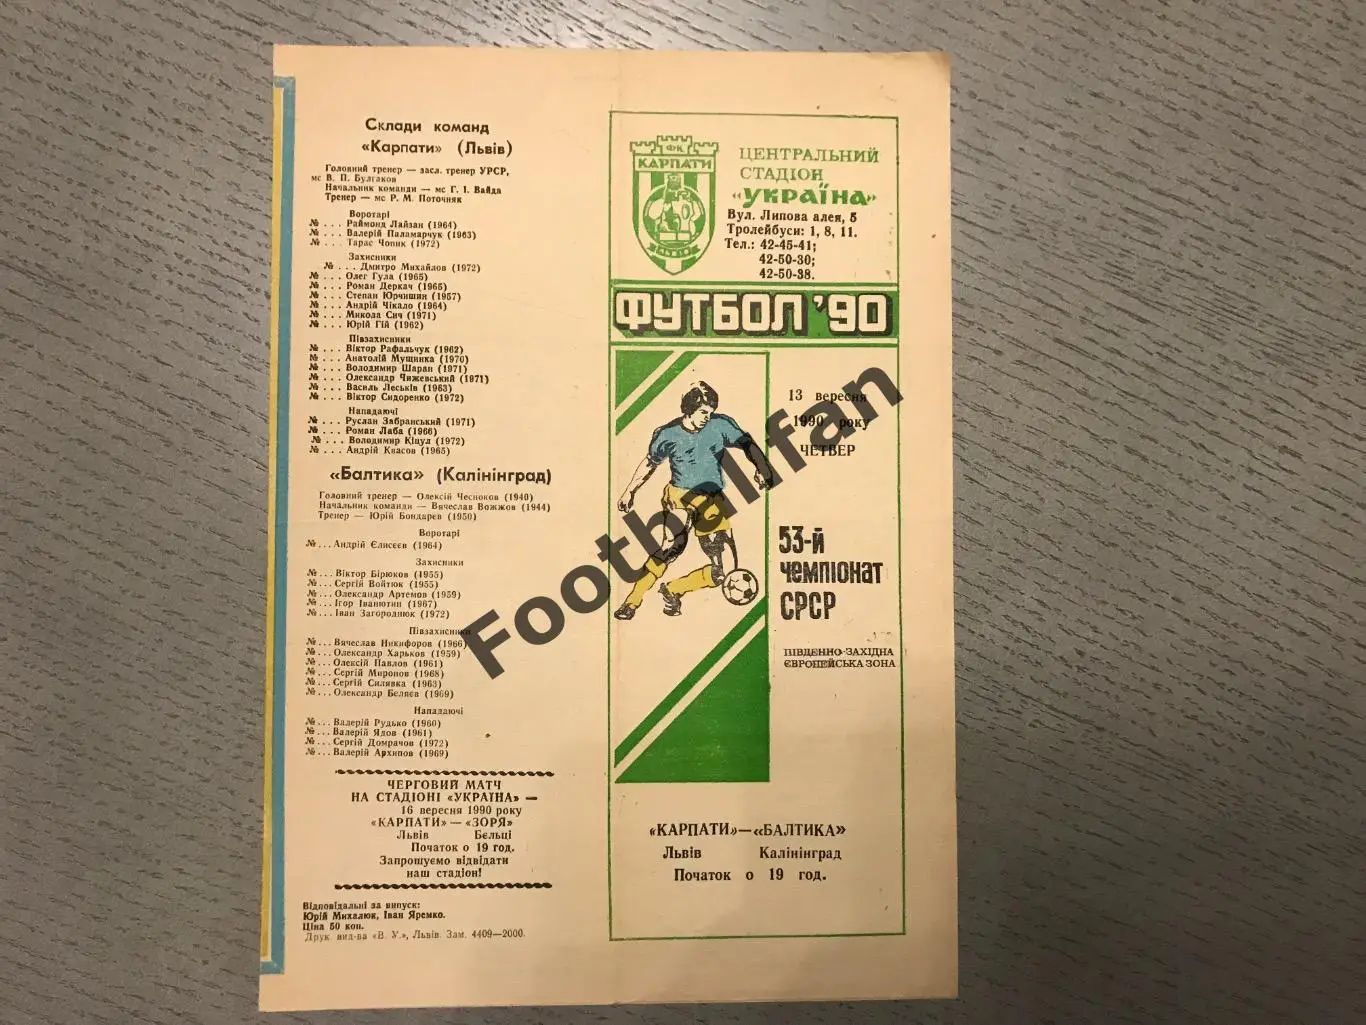 Склади команд
«Карпати» (Львів)
Головний тренер — засл. тренер УРСР,
мс В. П. Булгаков
Начальник команди — мс Г. І. Вайда
Тренер — мс Р. М. Поточняк
Воротарі
№ . . . Раймонд Лайзан (1964)
№ . . . Валерій Паламарчук (1963)
№ . . . Тарас Чопик (1972)
Захисники
№ . . . Дмитро Михайлов (1972)
№ . . . Олег Гула (1965)
№ . . . Роман Деркач (1965)
№ . . . Степан Юрчишин (1957)
№ . . . Андрій Чікало (1964)
№ . . . Микола Сич (1971)
№ . . . Юрій Гій (1962)
Півзахисники
№ . . . Віктор Рафальчук (1962)
№ . . . Анатолій Мущинка (1970)
№ . . . Володимир Шаран (1971)
№ . . . Олександр Чижевський (1971)
№ . . . Василь Леськів (1963)
№ . . . Віктор Сидоренко (1972)
Нападаючі
№ . . . Руслан Забранський (1971)
№ . . . Роман Лаба (1966)
№ . . . Володимир Кіцул (1972)
№ . . . Андрій Квасов (1965)
«Балтика» (Калінінград)
Головний тренер — Олексій Чесноков (1940)
Начальник команди — Вячеслав Вожжов (1944)
Тренер — Юрій Бондарев (1950)
Воротарі
№ . . . Андрій Єлисеєв (1964)
Захисники
№ . . . Віктор Бірюков (1955)
№ . . . Сергій Войтюк (1955)
№ . . . Олександр Артемов (1959)
№ . . . Ігор Іванютин (1967)
№ . . . Іван Загороднюк (1972)
Півзахисники
№ . . . Вячеслав Никифоров (1966)
№ . . . Олександр Харьков (1959)
№ . . . Олексій Павлов (1961)
№ . . . Сергій Миронов (1968)
№ . . . Сергій Силявка (1963)
№ . . . Олександр Беляєв (1969)
Нападаючі
№ . . . Валерій Рудько (1960)
№ . . . Валерій Ядов (1961)
№ . . . Сергій Домрачов (1972)
№ . . . Валерій Архипов (1969)
ЧЕРГОВИЙ МАТЧ
НА СТАДІОНІ «УКРАЇНА» —
16 вересня 1990 року
«КАРПАТИ» — «ЗОРЯ»
Львів Бєльці
Початок о 19 год.
Запрошуємо відвідати
наш стадіон!
Відповідальні за випуск:
Юрій Михалюк, Іван Яремко.
Ціна 50 коп.
Друк. вид-ва «В. У.», Львів. Зам. 4409—2000.
ФК
КАРПАТИ
ЛЬВІВ
ЦЕНТРАЛЬНИЙ
СТАДІОН
«УКРАЇНА»
Вул. Липова алея, 5
Тролейбуси: 1, 8, 11.
Тел.: 42-45-41;
42-50-30;
42-50-38.
ФУТБОЛ '90
13 вересня
1990 року
ЧЕТВЕР
53-й
чемпіонат
СРСР
ПІВДЕННО-ЗАХІДНА
ЄВРОПЕЙСЬКА ЗОНА
«КАРПАТИ»—«БАЛТИКА»
Львів Калінінград
Початок о 19 год.
Footballfan